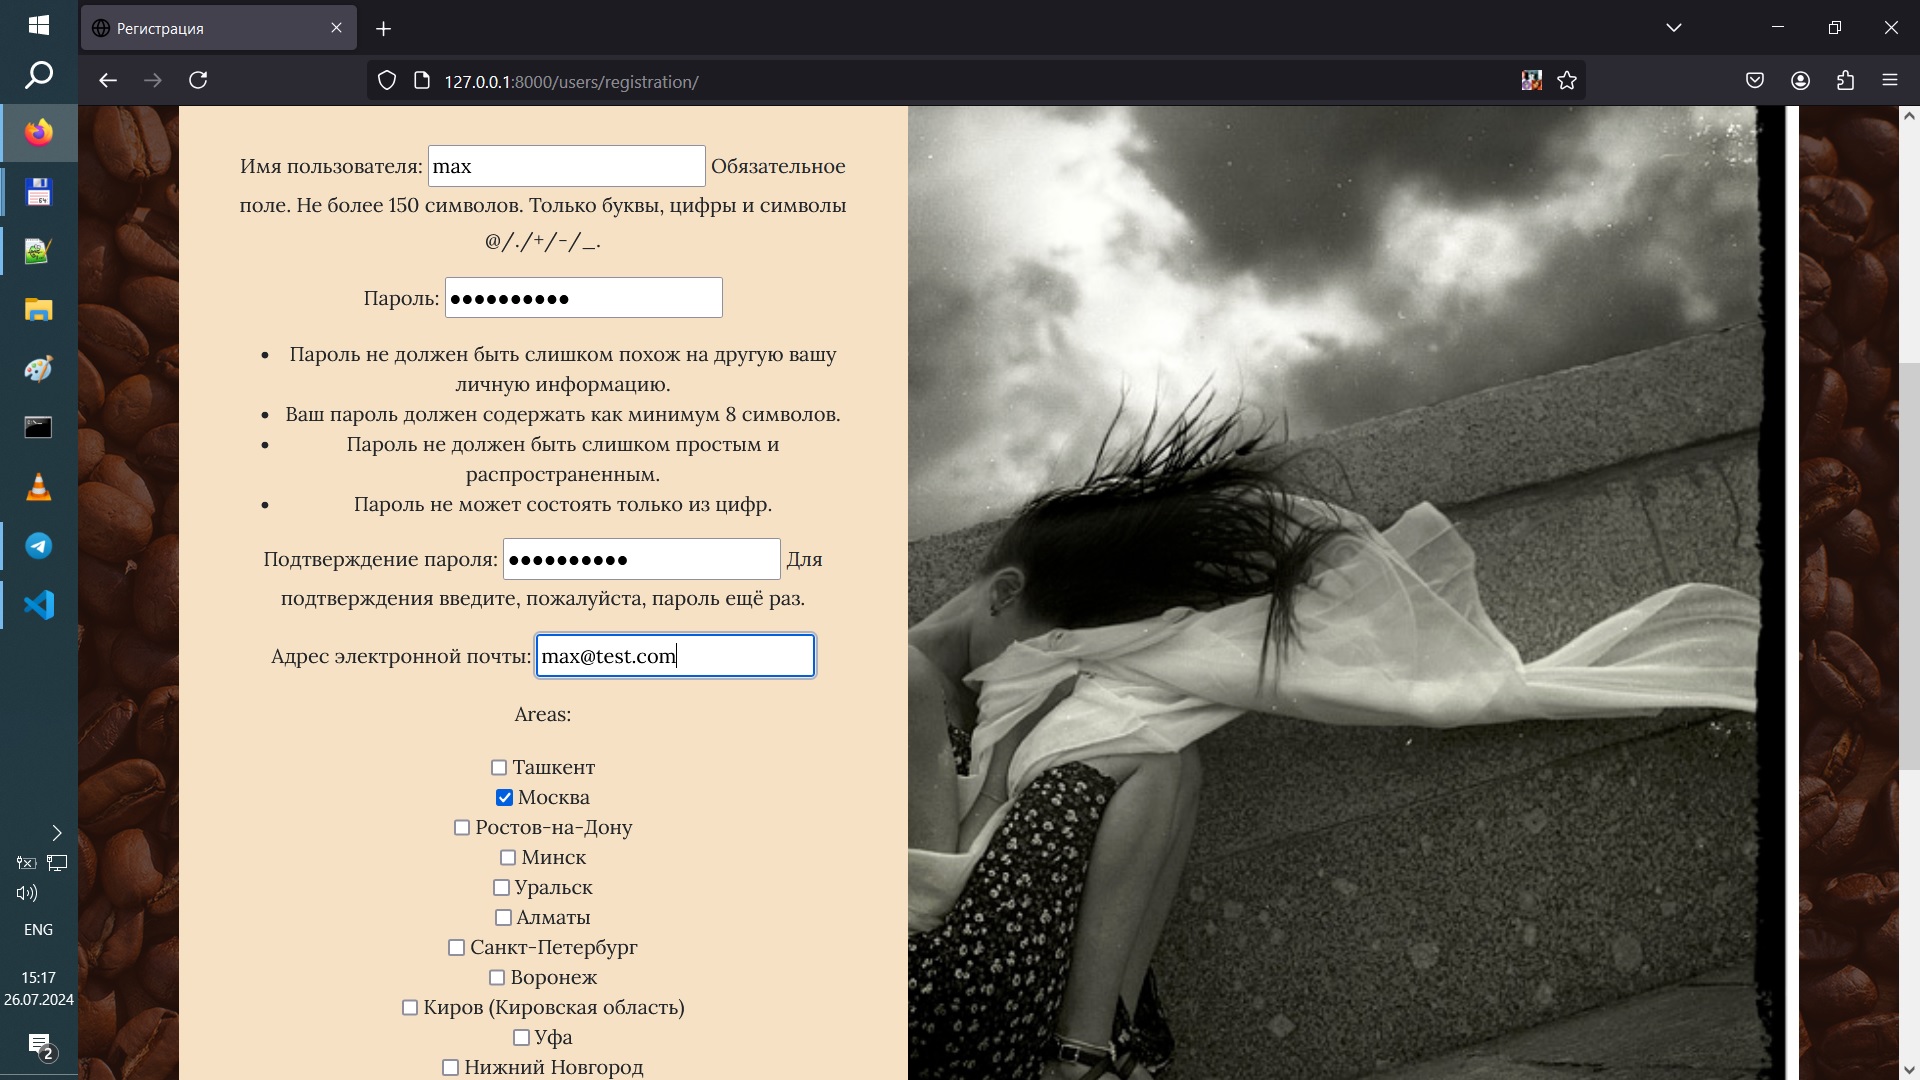 Регистрация
127.0.0.1:8000/users/registration/
Имя пользователя: max Обязательное
поле. Не более 150 символов. Только буквы, цифры и символы
@/./+/-/_.
Пароль: ●●●●●●●●●●
• Пароль не должен быть слишком похож на другую вашу
личную информацию.
• Ваш пароль должен содержать как минимум 8 символов.
• Пароль не должен быть слишком простым и
распространенным.
• Пароль не может состоять только из цифр.
Подтверждение пароля: ●●●●●●●●●● Для
подтверждения введите, пожалуйста, пароль ещё раз.
Адрес электронной почты: max@test.com
Areas:
Ташкент
Москва
Ростов-на-Дону
Минск
Уральск
Алматы
Санкт-Петербург
Воронеж
Киров (Кировская область)
Уфа
Нижний Новгород
ENG
15:17
26.07.2024
2